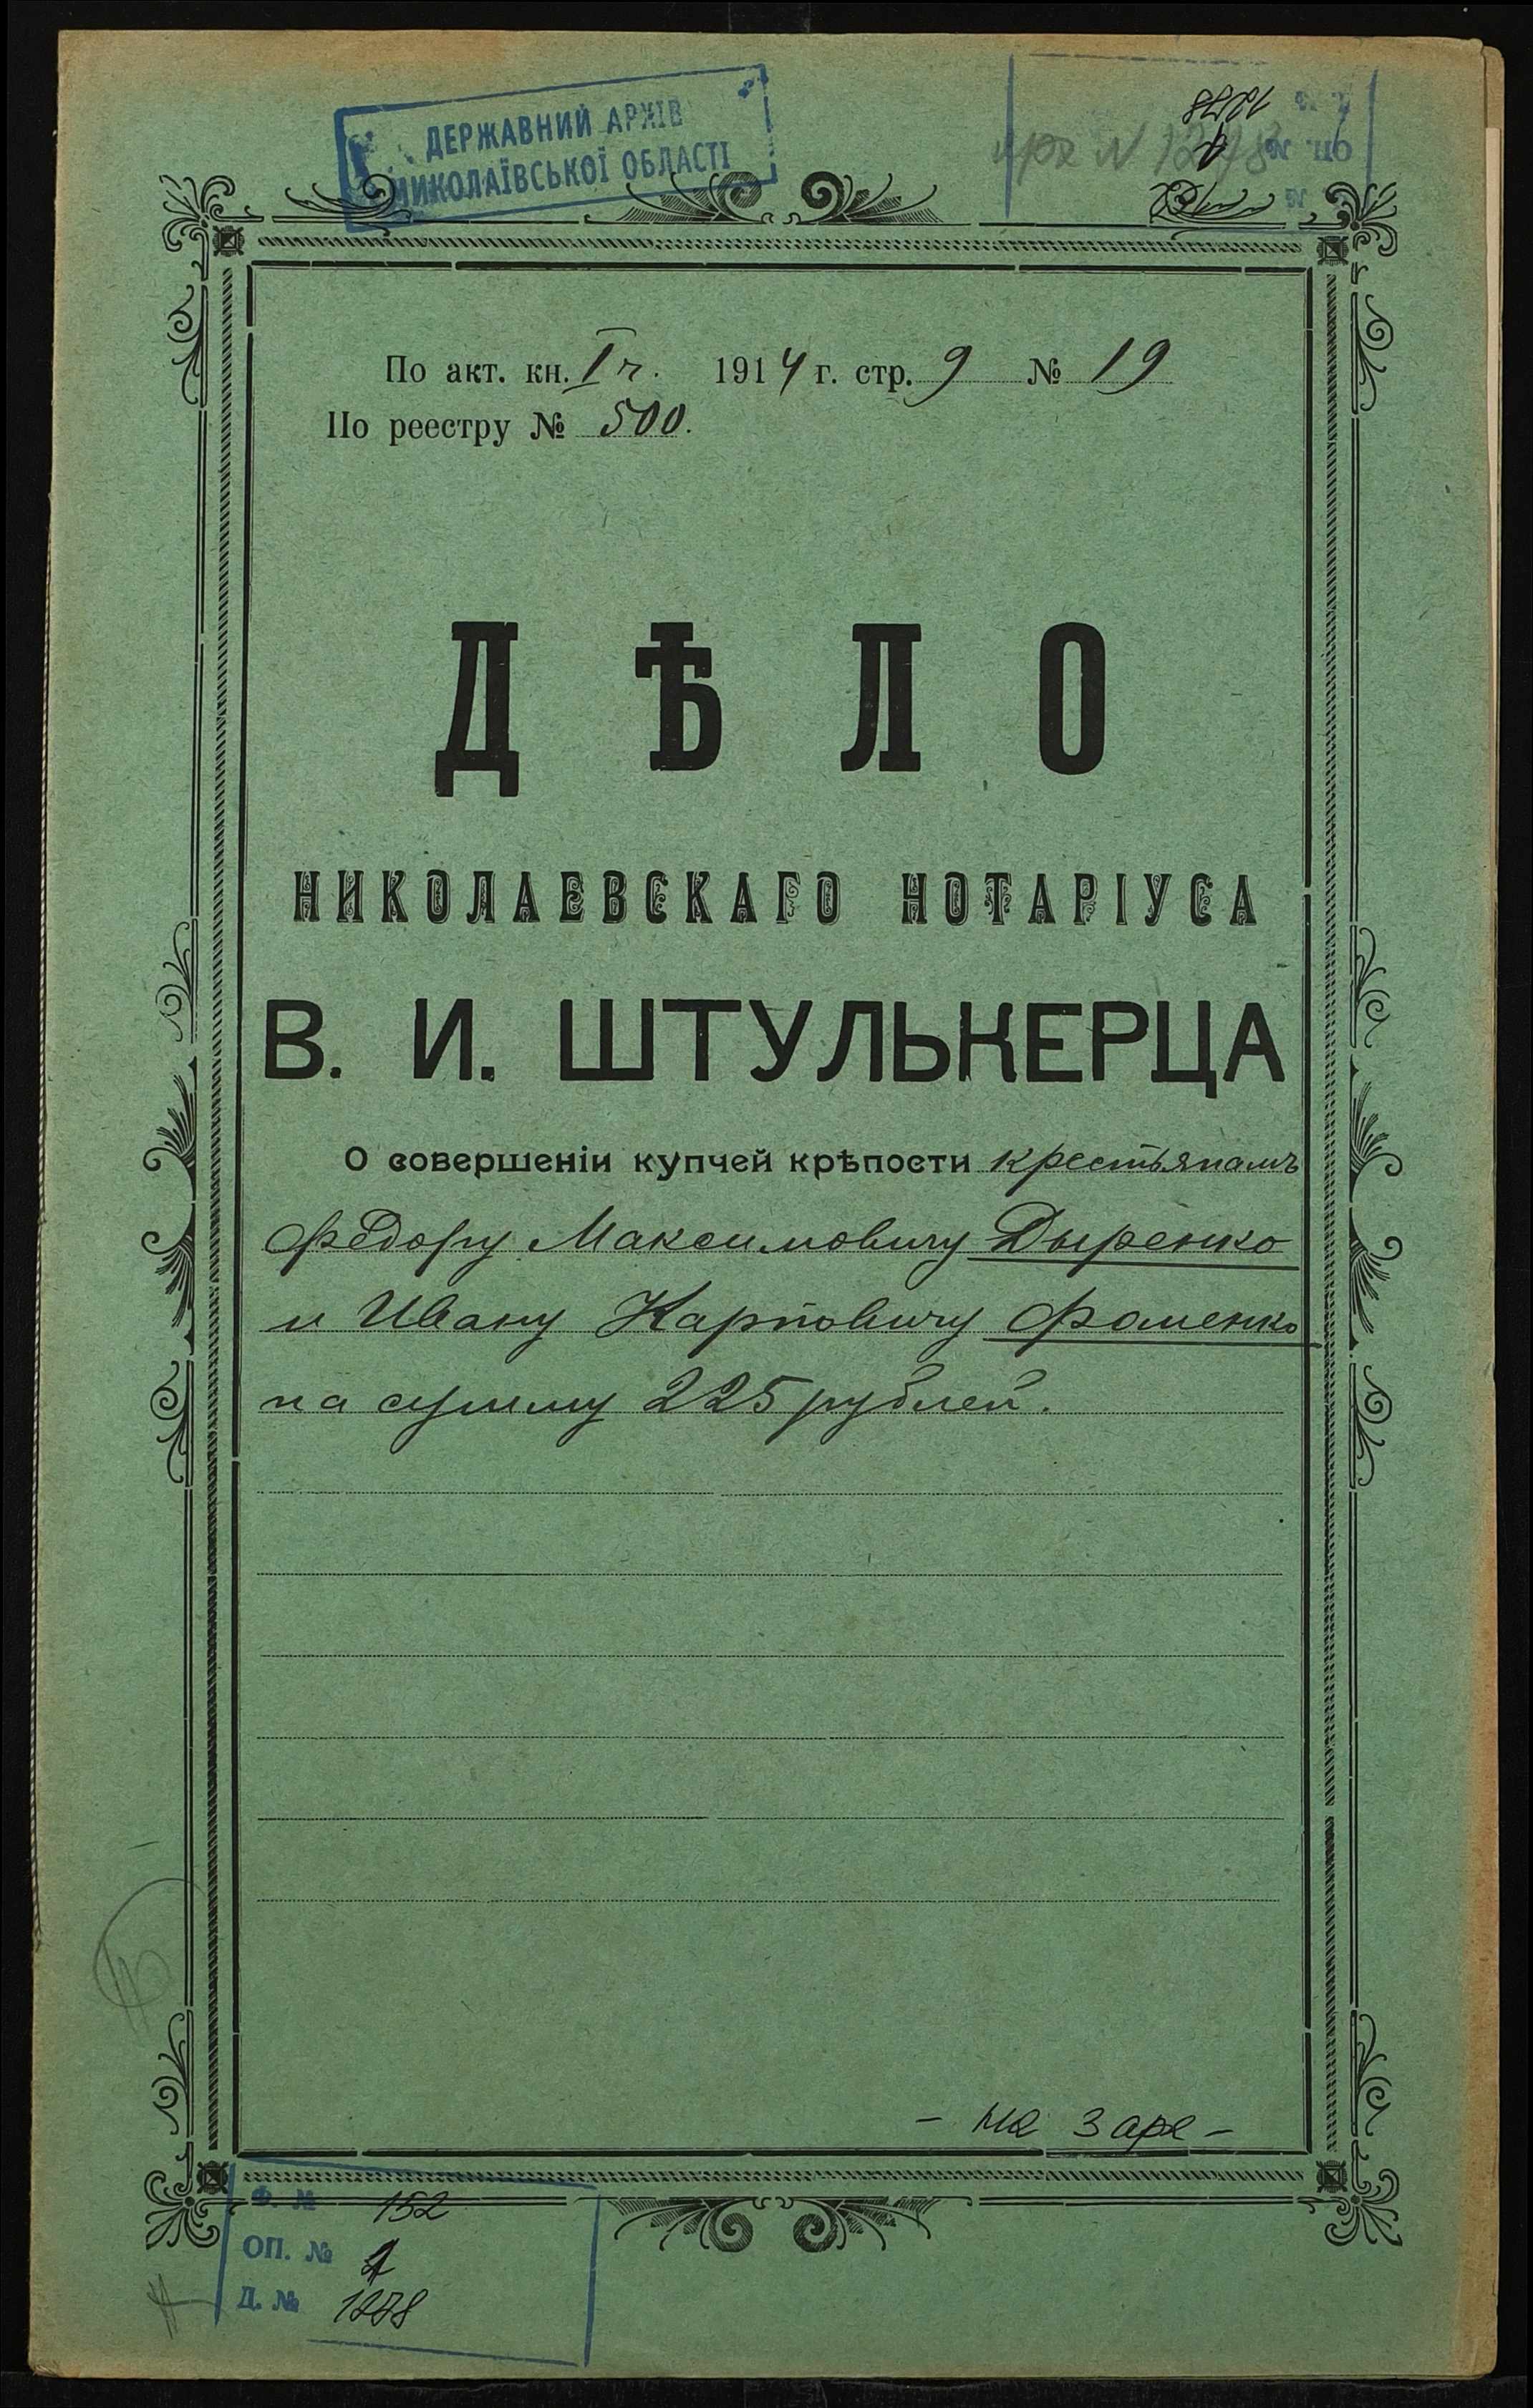 ДЕРЖАВНИЙ АРХІВ
МИКОЛАЇВСЬКОЇ ОБЛАСТІ
По акт. кн. I ч. 1914 г. стр. 9 № 19
По реестру № 500.
ДѢЛО
НИКОЛАЕВСКАГО НОТАРІУСА
В. И. ШТУЛЬКЕРЦА
О совершеніи купчей крѣпости крестьянамъ
Федору Максимовичу Дыренко
и Ивану Карповичу Фоменко
на сумму 225 рублей.
Ф. № 152
ОП. № 1
Д. № 1278